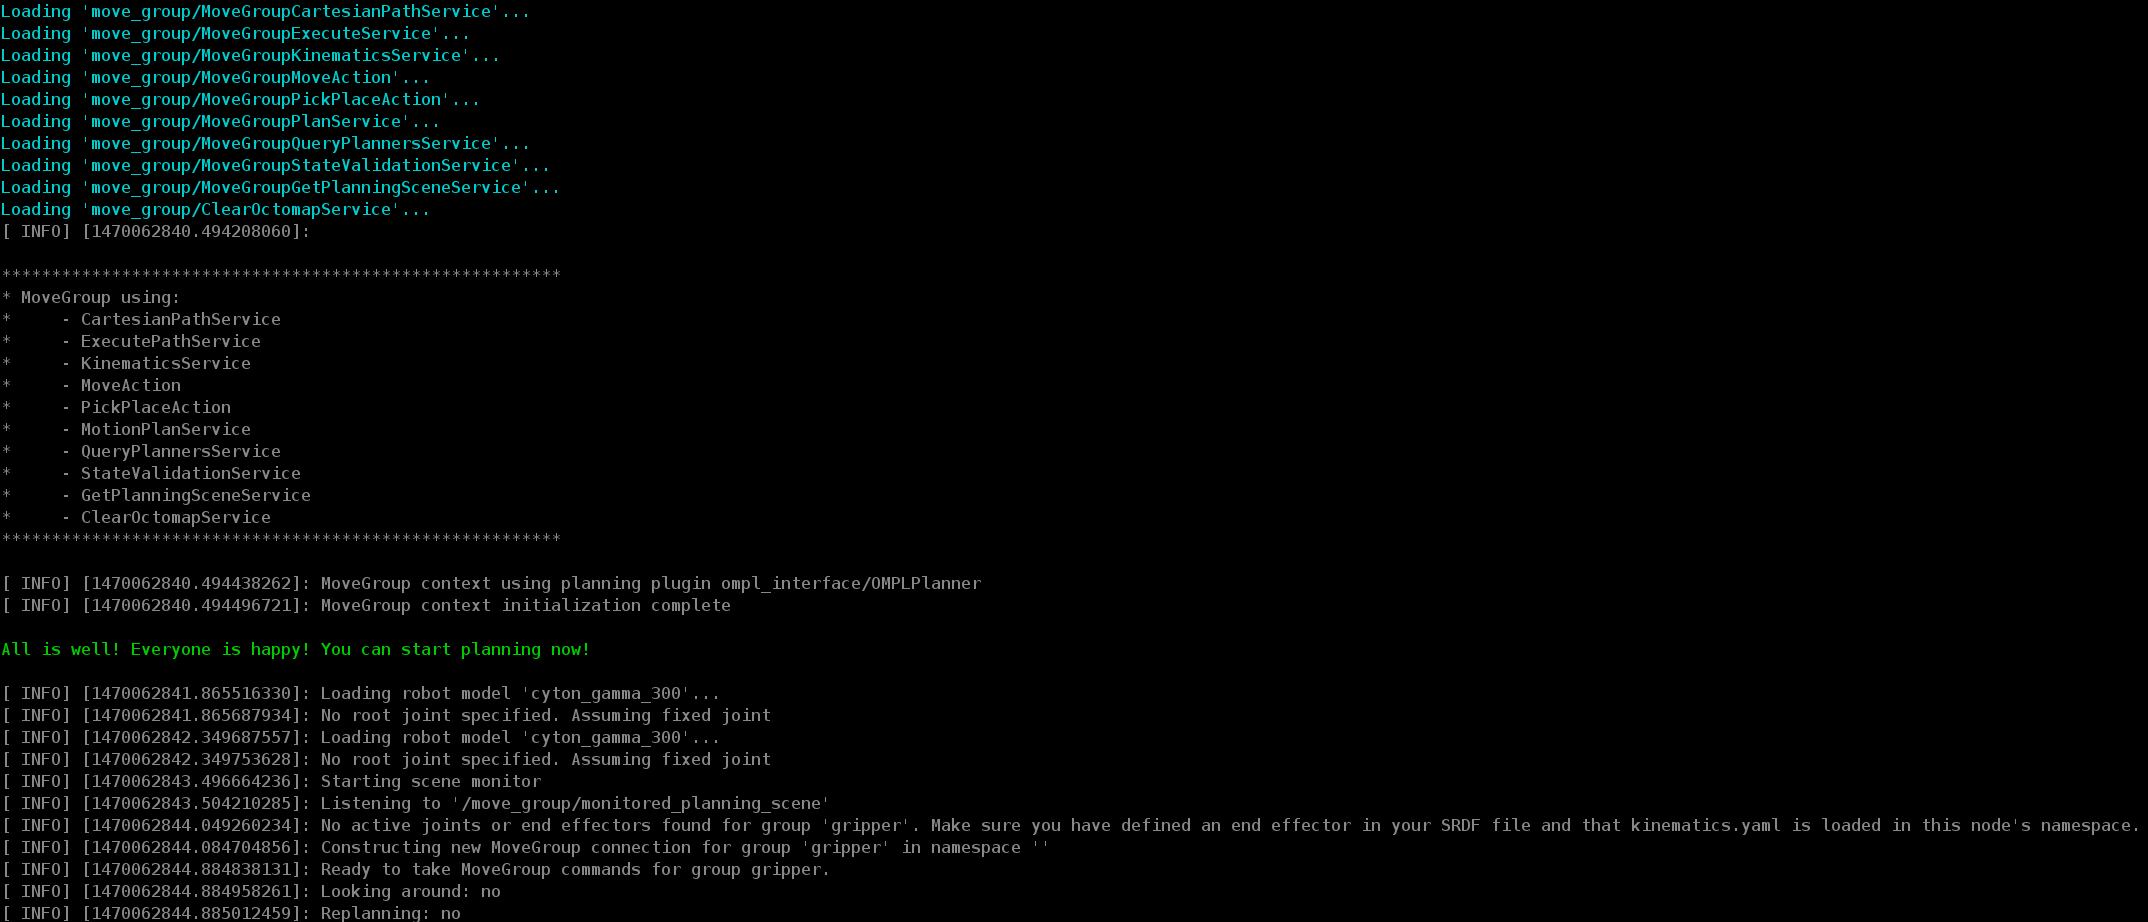 Loading 'move_group/MoveGroupCartesianPathService'...
Loading 'move_group/MoveGroupExecuteService'...
Loading 'move_group/MoveGroupKinematicsService'...
Loading 'move_group/MoveGroupMoveAction'...
Loading 'move_group/MoveGroupPickPlaceAction'...
Loading 'move_group/MoveGroupPlanService'...
Loading 'move_group/MoveGroupQueryPlannersService'...
Loading 'move_group/MoveGroupStateValidationService'...
Loading 'move_group/MoveGroupGetPlanningSceneService'...
Loading 'move_group/ClearOctomapService'...
[ INFO] [1470062840.494208060]:
********************************************************
* MoveGroup using:
*     - CartesianPathService
*     - ExecutePathService
*     - KinematicsService
*     - MoveAction
*     - PickPlaceAction
*     - MotionPlanService
*     - QueryPlannersService
*     - StateValidationService
*     - GetPlanningSceneService
*     - ClearOctomapService
********************************************************
[ INFO] [1470062840.494438262]: MoveGroup context using planning plugin ompl_interface/OMPLPlanner
[ INFO] [1470062840.494496721]: MoveGroup context initialization complete
All is well! Everyone is happy! You can start planning now!
[ INFO] [1470062841.865516330]: Loading robot model 'cyton_gamma_300'...
[ INFO] [1470062841.865687934]: No root joint specified. Assuming fixed joint
[ INFO] [1470062842.349687557]: Loading robot model 'cyton_gamma_300'...
[ INFO] [1470062842.349753628]: No root joint specified. Assuming fixed joint
[ INFO] [1470062843.496664236]: Starting scene monitor
[ INFO] [1470062843.504210285]: Listening to '/move_group/monitored_planning_scene'
[ INFO] [1470062844.049260234]: No active joints or end effectors found for group 'gripper'. Make sure you have defined an end effector in your SRDF file and that kinematics.yaml is loaded in this node's namespace.
[ INFO] [1470062844.084704856]: Constructing new MoveGroup connection for group 'gripper' in namespace ''
[ INFO] [1470062844.884838131]: Ready to take MoveGroup commands for group gripper.
[ INFO] [1470062844.884958261]: Looking around: no
[ INFO] [1470062844.885012459]: Replanning: no